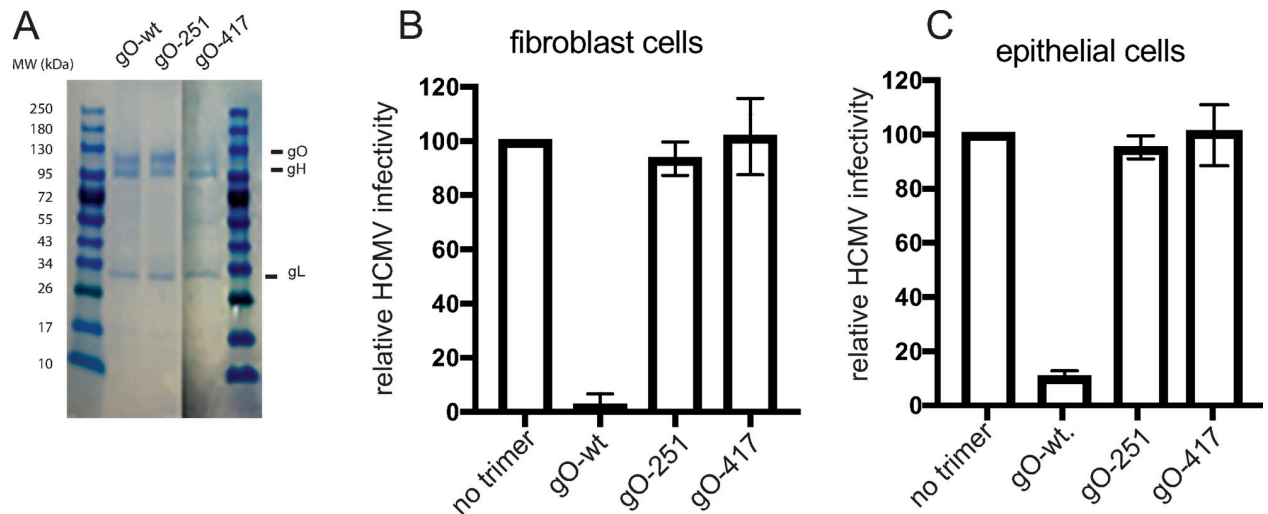 A
gO-wt
gO-251
gO-417
MW (kDa)
250
180
130
95
72
55
43
34
26
17
10
gO
gH
gL
B
fibroblast cells
relative HCMV infectivity
120
100
80
60
40
20
0
no trimer
gO-wt
gO-251
gO-417
C
epithelial cells
relative HCMV infectivity
120
100
80
60
40
20
0
no trimer
gO-wt.
gO-251
gO-417